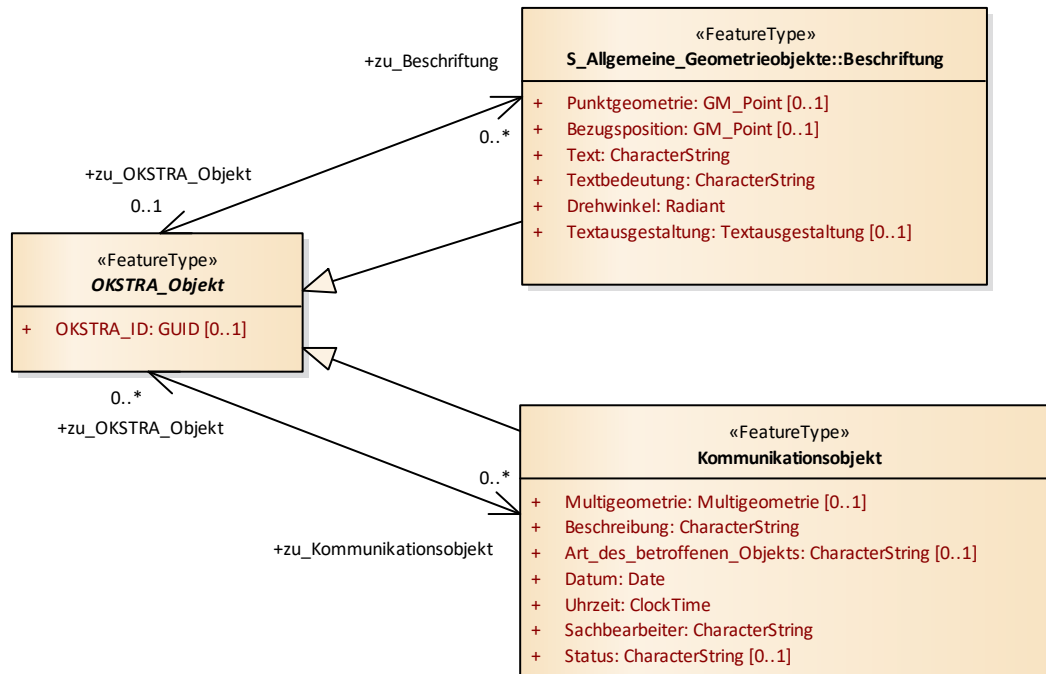 «FeatureType»
S_Allgemeine_Geometrieobjekte::Beschriftung
+ Punktgeometrie: GM_Point [0..1]
+ Bezugsposition: GM_Point [0..1]
+ Text: CharacterString
+ Textbedeutung: CharacterString
+ Drehwinkel: Radiant
+ Textausgestaltung: Textausgestaltung [0..1]
+zu_Beschriftung
0..*
+zu_OKSTRA_Objekt
0..1
«FeatureType»
OKSTRA_Objekt
+ OKSTRA_ID: GUID [0..1]
0..*
+zu_OKSTRA_Objekt
0..*
+zu_Kommunikationsobjekt
«FeatureType»
Kommunikationsobjekt
+ Multigeometrie: Multigeometrie [0..1]
+ Beschreibung: CharacterString
+ Art_des_betroffenen_Objekts: CharacterString [0..1]
+ Datum: Date
+ Uhrzeit: ClockTime
+ Sachbearbeiter: CharacterString
+ Status: CharacterString [0..1]